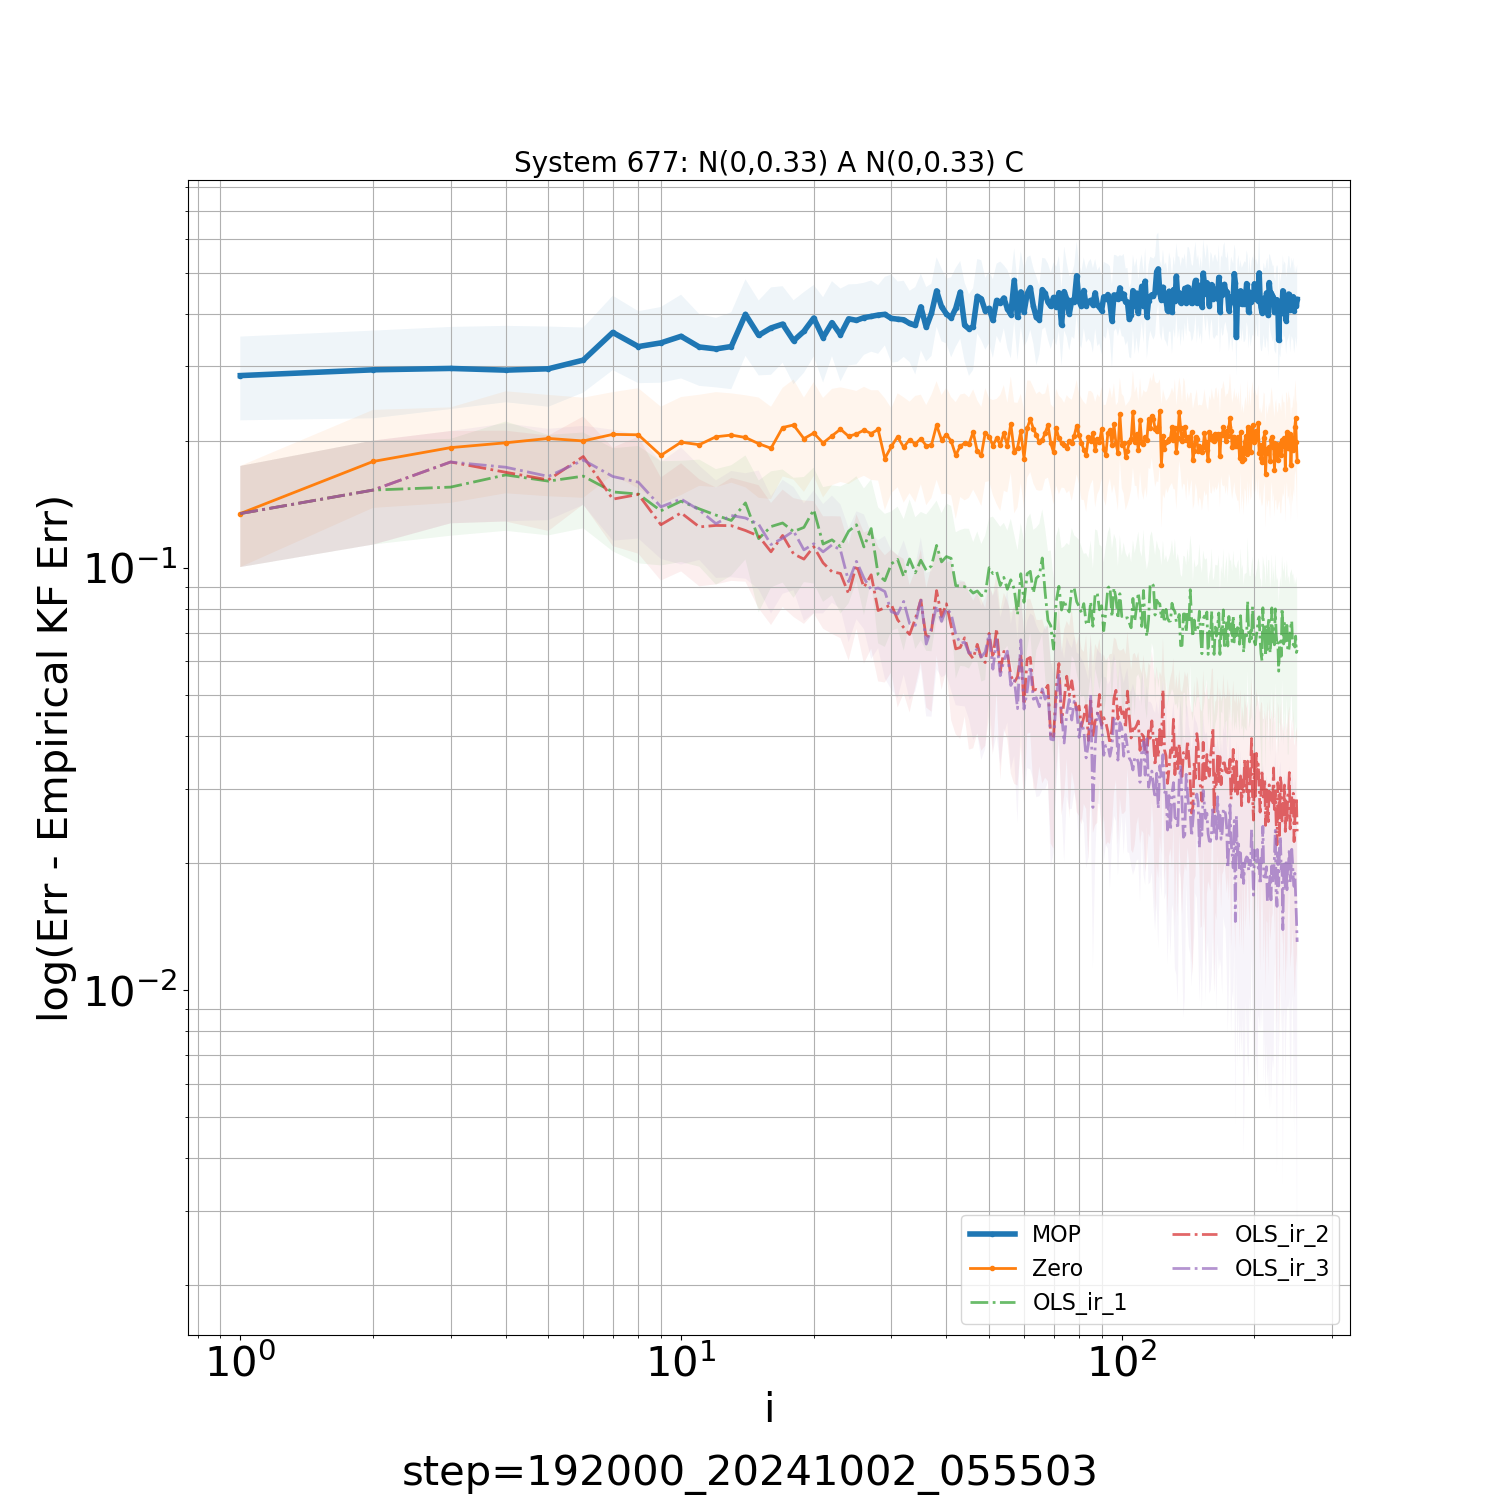 System 677: N(0,0.33) A N(0,0.33) C
log(Err - Empirical KF Err)
10⁻¹
10⁻²
MOP
Zero
OLS_ir_1
OLS_ir_2
OLS_ir_3
10⁰
10¹
10²
i
step=192000_20241002_055503